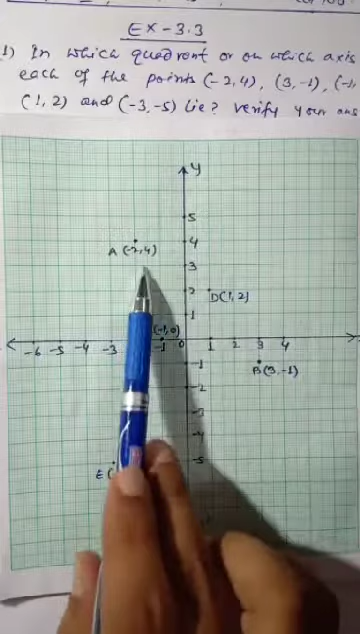 EX-3.3
1) In which quadrant or on which axis
each of the points (-2,4), (3,-1), (-1,
(1,2) and (-3,-5) lie? Verify your ans
Y
5
4
A (-2,4)
3
2
D(1,2)
1
(-1,0)
-6 -5 -4 -3 -1 0 1 2 3 4
-1
B(3,-1)
-2
-3
-4
-5
E(